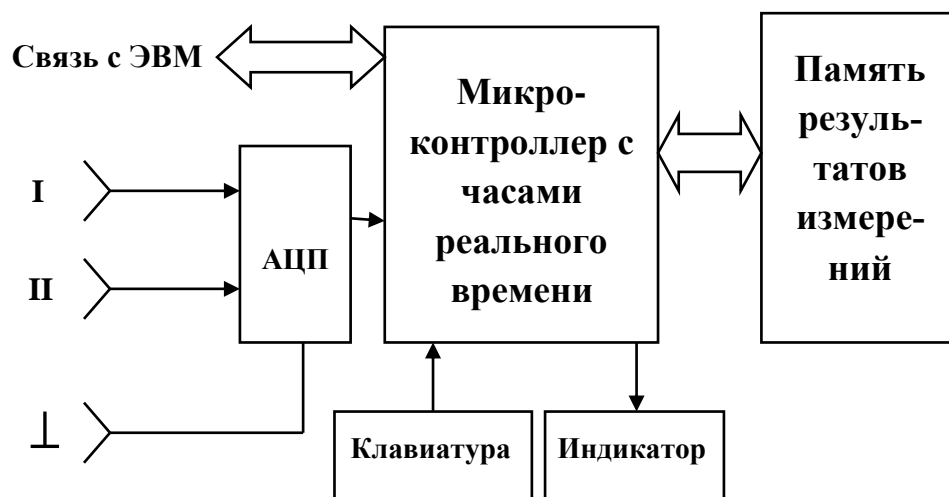 Связь с ЭВМ
Микро-
контроллер с
часами
реального
времени
Память
резуль-
татов
измере-
ний
I
II
АЦП
⊥
Клавиатура
Индикатор